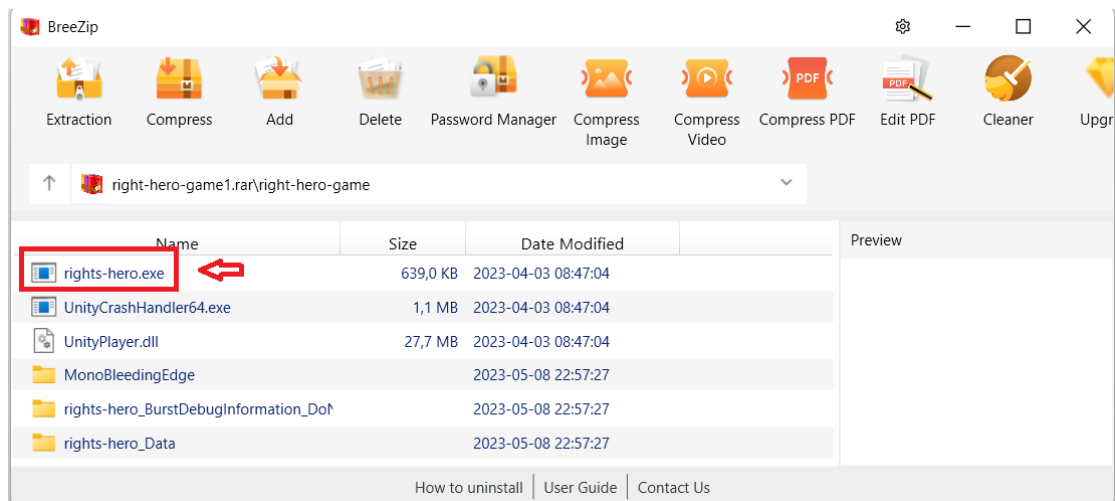 BreeZip
Extraction Compress Add Delete Password Manager Compress Image Compress Video Compress PDF Edit PDF Cleaner Upgr
PDF PDF
right-hero-game1.rar\right-hero-game
Name Size Date Modified Preview
rights-hero.exe 639,0 KB 2023-04-03 08:47:04
UnityCrashHandler64.exe 1,1 MB 2023-04-03 08:47:04
UnityPlayer.dll 27,7 MB 2023-04-03 08:47:04
MonoBleedingEdge 2023-05-08 22:57:27
rights-hero_BurstDebugInformation_Do 2023-05-08 22:57:27
rights-hero_Data 2023-05-08 22:57:27
How to uninstall User Guide Contact Us